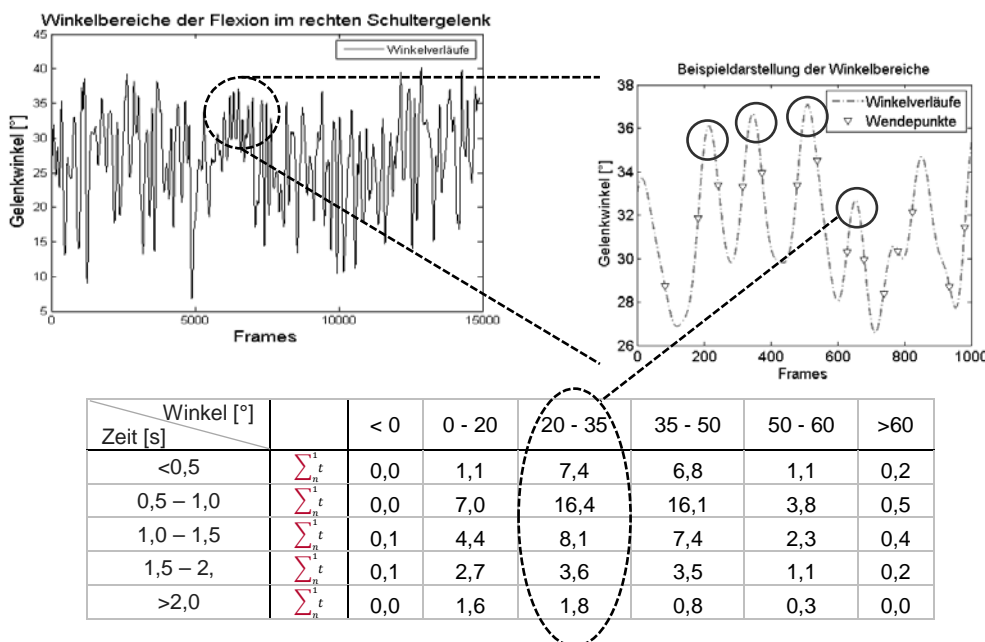 Winkelbereiche der Flexion im rechten Schultergelenk
Winkelverläufe
Gelenkwinkel [°]
45
40
35
30
25
20
15
10
5
0 5000 10000 15000
Frames
Beispieldarstellung der Winkelbereiche
Winkelverläufe
Wendepunkte
Gelenkwinkel [°]
38
36
34
32
30
28
26
0 200 400 600 800 1000
Frames
Winkel [°]
Zeit [s]
< 0 0 - 20 20 - 35 35 - 50 50 - 60 >60
<0,5 ∑¹ₙ t 0,0 1,1 7,4 6,8 1,1 0,2
0,5 – 1,0 ∑¹ₙ t 0,0 7,0 16,4 16,1 3,8 0,5
1,0 – 1,5 ∑¹ₙ t 0,1 4,4 8,1 7,4 2,3 0,4
1,5 – 2, ∑¹ₙ t 0,1 2,7 3,6 3,5 1,1 0,2
>2,0 ∑¹ₙ t 0,0 1,6 1,8 0,8 0,3 0,0